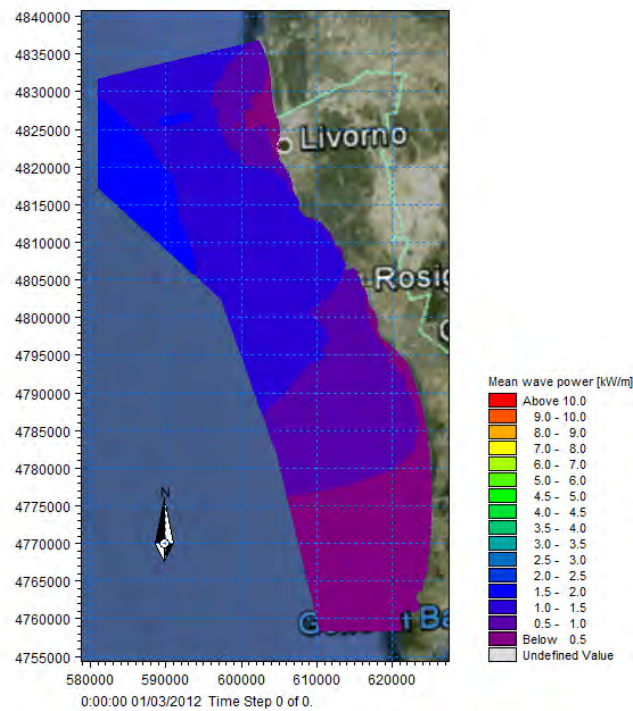 4840000
4835000
4830000
4825000
4820000
4815000
4810000
4805000
4800000
4795000
4790000
4785000
4780000
4775000
4770000
4765000
4760000
4755000
Livorno
Rosig
N
580000 590000 600000 610000 620000
0:00:00 01/03/2012 Time Step 0 of 0.
Mean wave power [kW/m]
Above 10.0
9.0 - 10.0
8.0 - 9.0
7.0 - 8.0
6.0 - 7.0
5.0 - 6.0
4.5 - 5.0
4.0 - 4.5
3.5 - 4.0
3.0 - 3.5
2.5 - 3.0
2.0 - 2.5
1.5 - 2.0
1.0 - 1.5
0.5 - 1.0
Below 0.5
Undefined Value